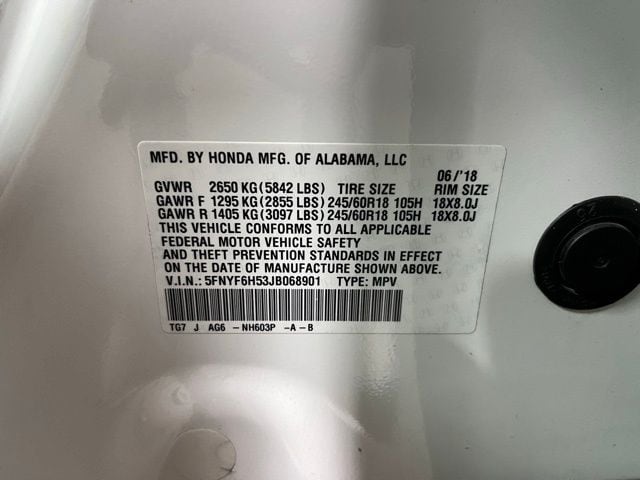 MFD. BY HONDA MFG. OF ALABAMA, LLC 06/'18
GVWR 2650 KG(5842 LBS) TIRE SIZE RIM SIZE
GAWR F 1295 KG(2855 LBS)245/60R18 105H 18X8.0J
GAWR R 1405 KG(3097 LBS)245/60R18 105H 18X8.0J
THIS VEHICLE CONFORMS TO ALL APPLICABLE
FEDERAL MOTOR VEHICLE SAFETY
AND THEFT PREVENTION STANDARDS IN EFFECT
ON THE DATE OF MANUFACTURE SHOWN ABOVE.
V.I.N.: 5FNYF6H53JB068901 TYPE: MPV
TG7 J AG6 -NH603P -A-B
26